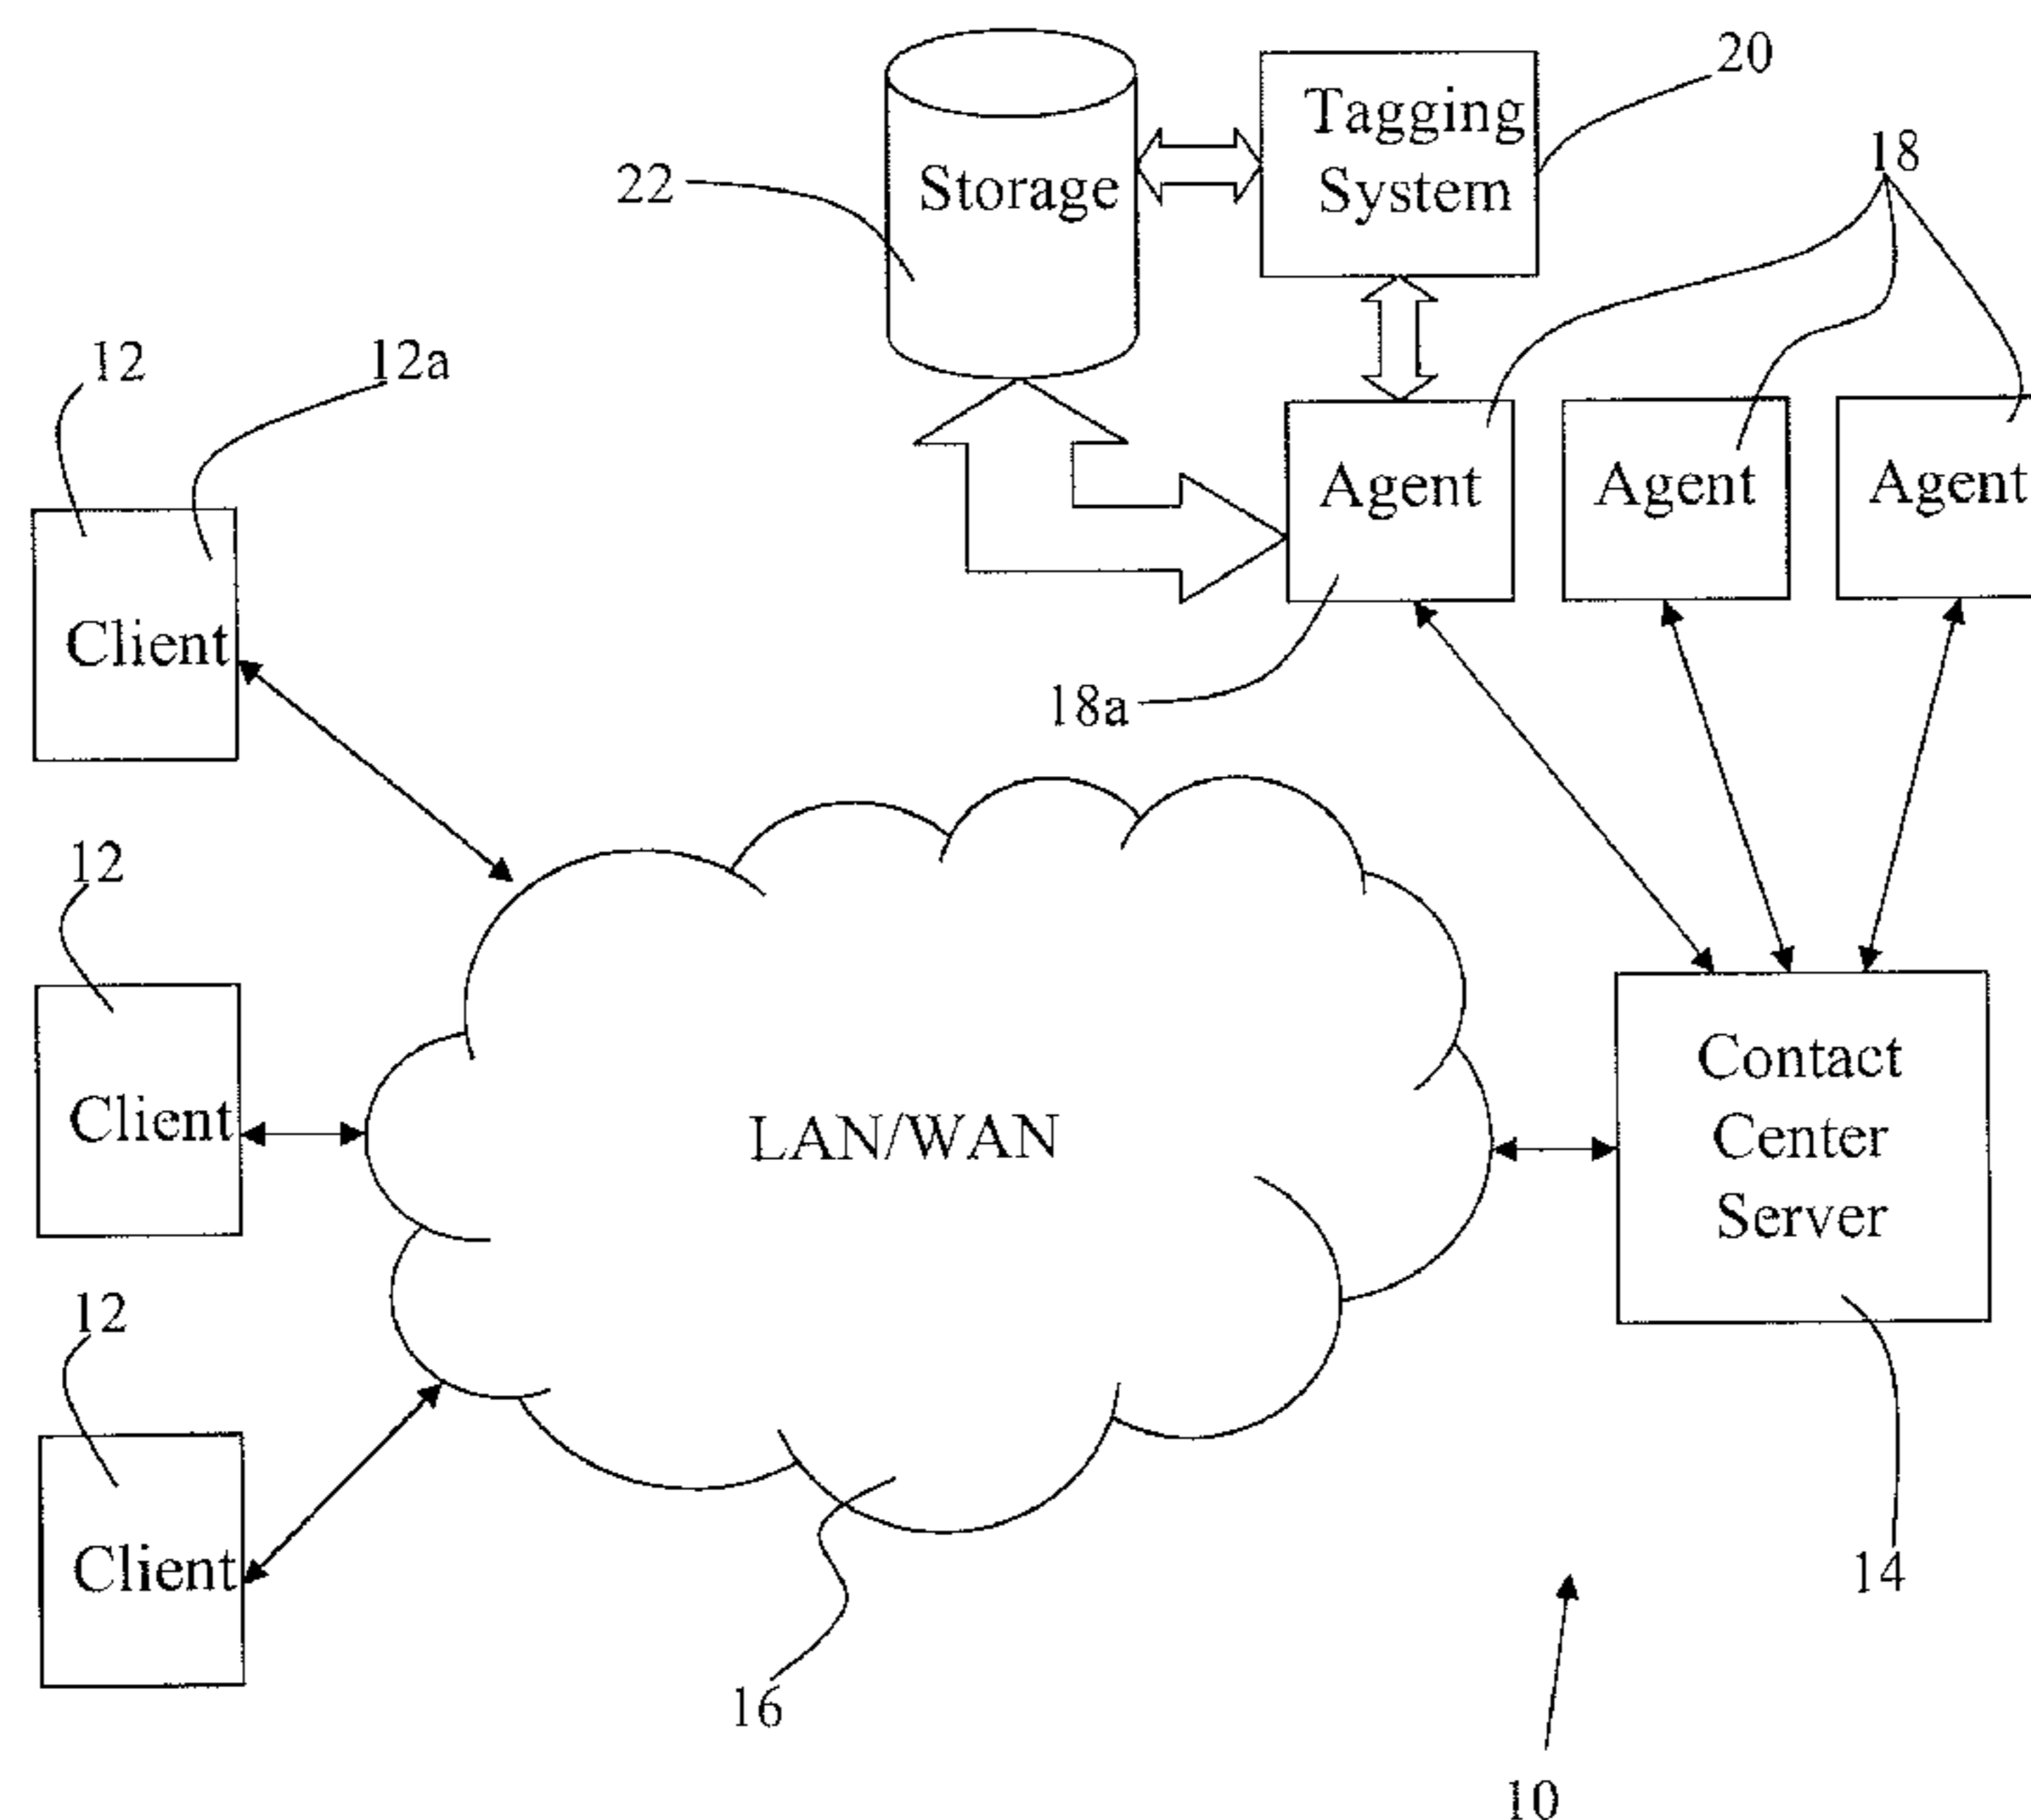 20
Tagging
System
18
Storage
22
12
12a
Agent
Agent
Agent
Client
18a
12
Contact
Center
Server
Client
LAN/WAN
12
Client
14
16
10